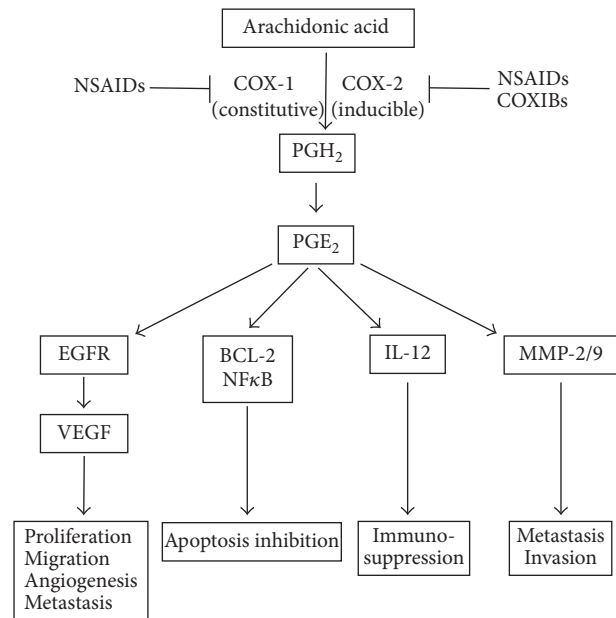 Arachidonic acid
NSAIDs
COX-1
(constitutive)
COX-2
(inducible)
NSAIDs
COXIBs
PGH₂
PGE₂
EGFR
BCL-2
NFκB
IL-12
MMP-2/9
VEGF
Proliferation
Migration
Angiogenesis
Metastasis
Apoptosis inhibition
Immuno-
suppression
Metastasis
Invasion